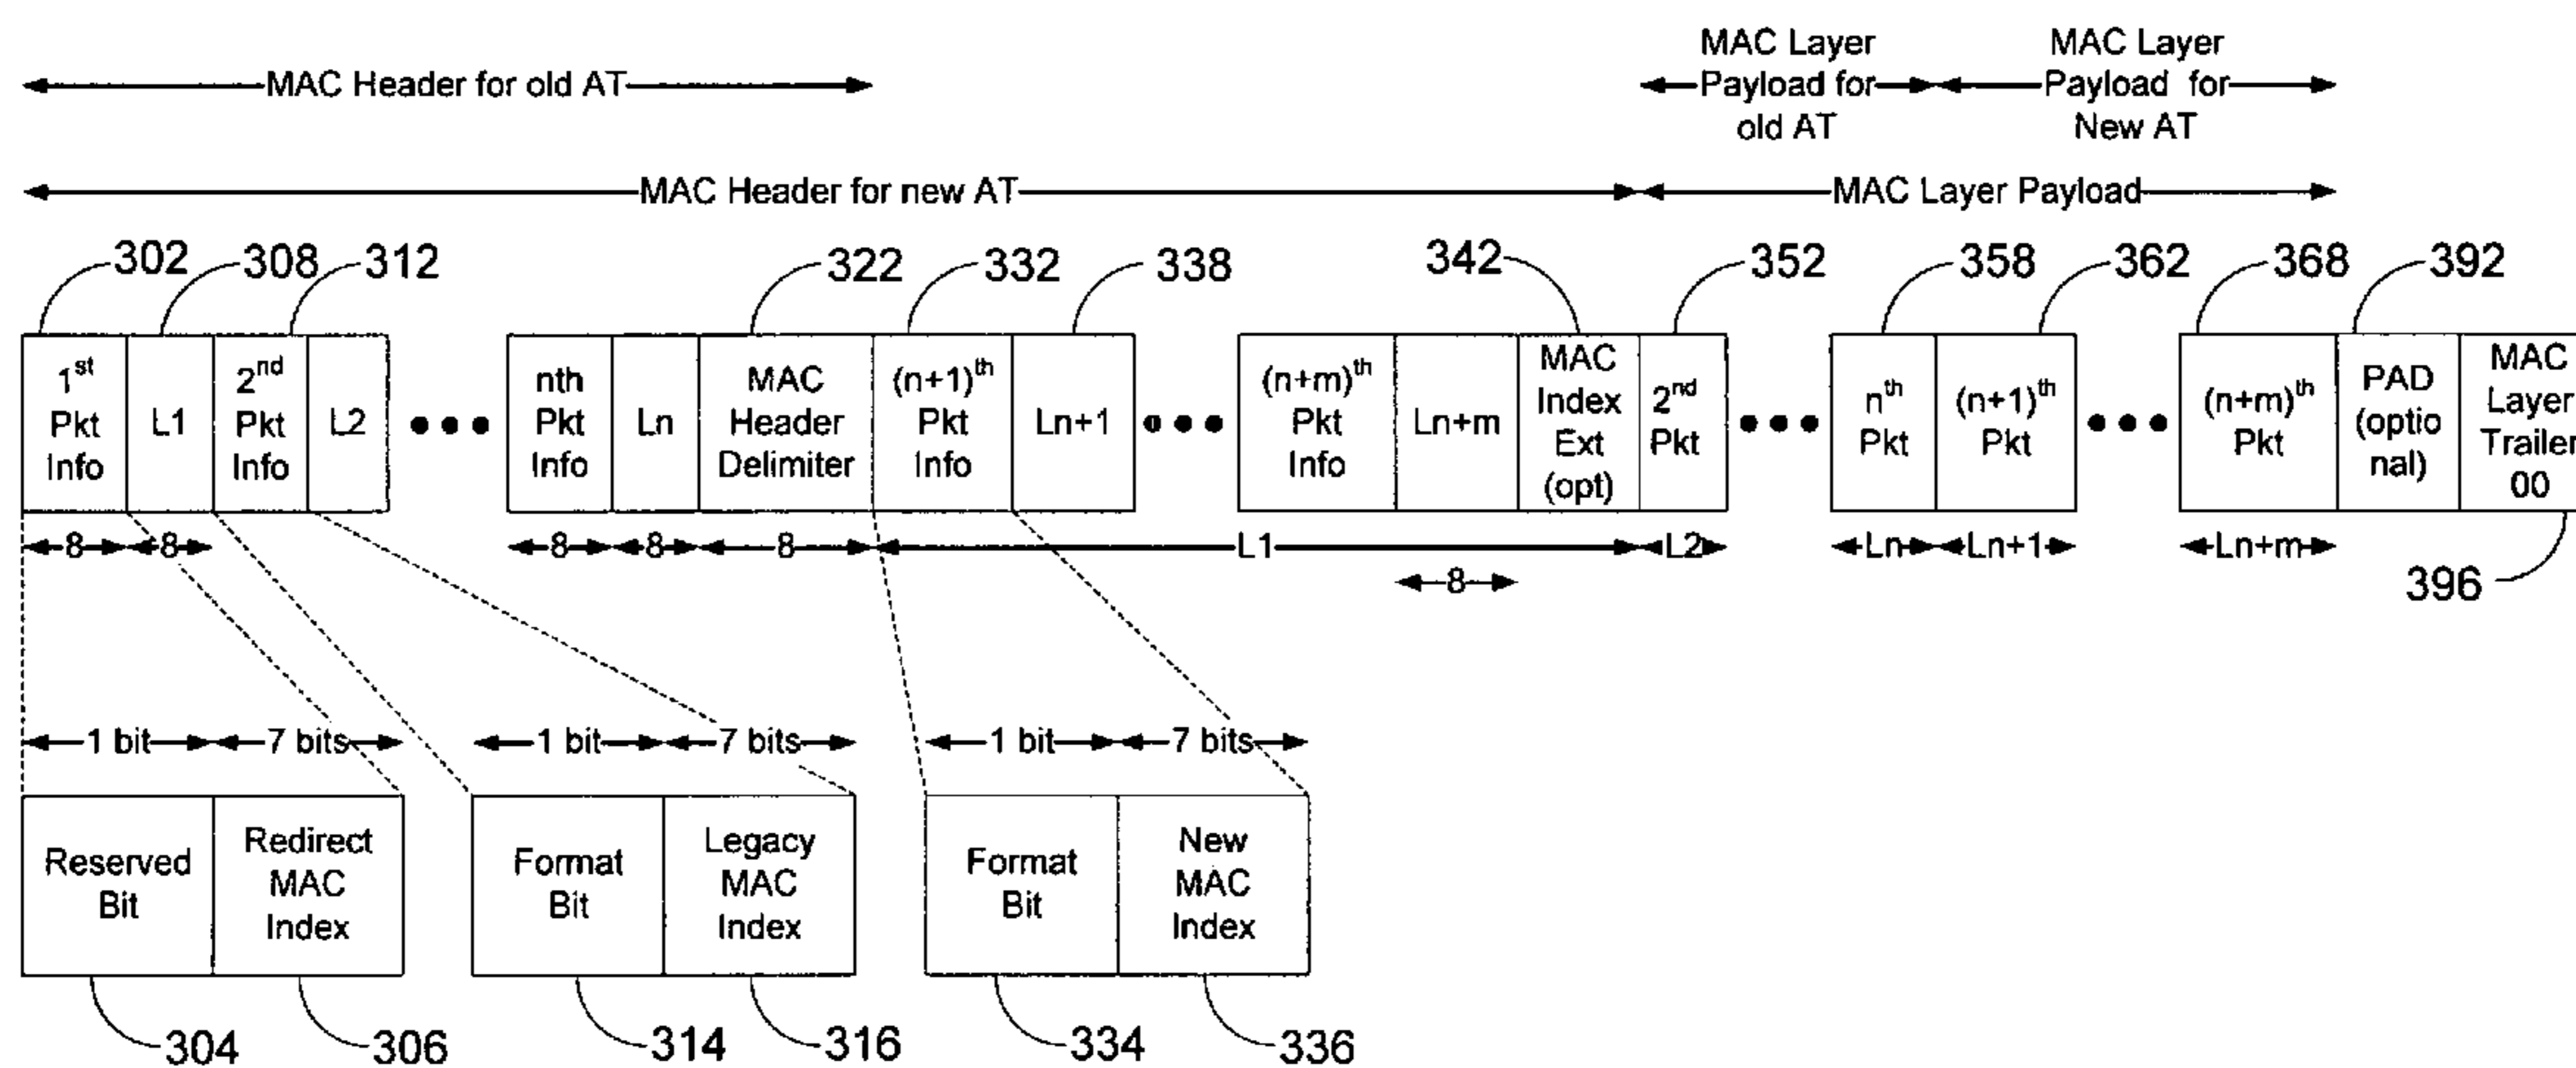 MAC Header for old AT
MAC Layer
Payload for
old AT
MAC Layer
Payload for
New AT
MAC Header for new AT
MAC Layer Payload
302
308
312
322
332
338
342
352
358
362
368
392
1st
Pkt
Info
L1
2nd
Pkt
Info
L2
nth
Pkt
Info
Ln
MAC
Header
Delimiter
(n+1)th
Pkt
Info
Ln+1
(n+m)th
Pkt
Info
Ln+m
MAC
Index
Ext
(opt)
2nd
Pkt
nth
Pkt
(n+1)th
Pkt
(n+m)th
Pkt
PAD
(optio
nal)
MAC
Layer
Trailer
00
8
8
8
8
8
L1
L2
Ln
Ln+1
Ln+m
8
396
1 bit
7 bits
1 bit
7 bits
1 bit
7 bits
Reserved
Bit
Redirect
MAC
Index
Format
Bit
Legacy
MAC
Index
Format
Bit
New
MAC
Index
304
306
314
316
334
336